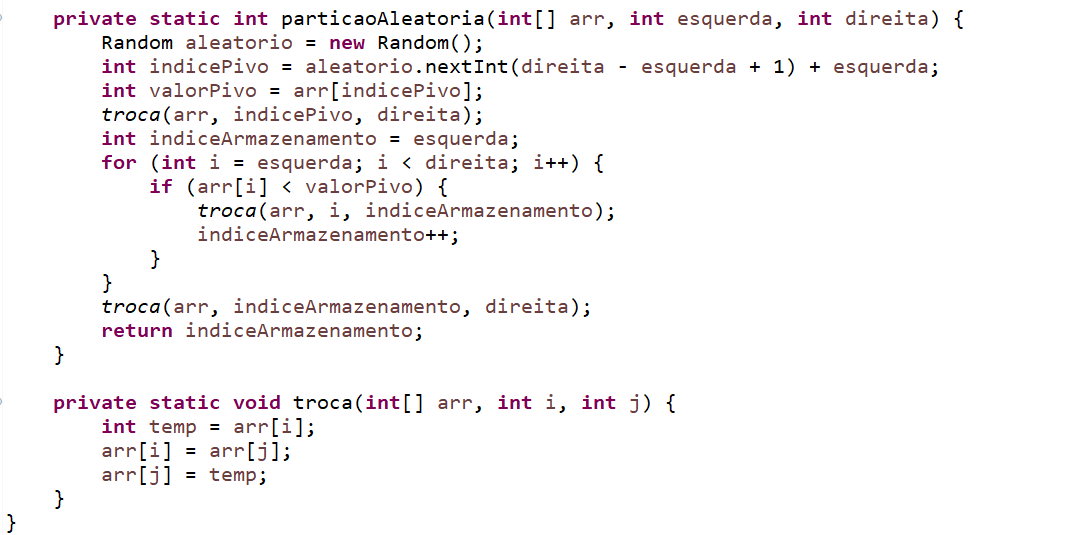 private static int particaoAleatoria(int[] arr, int esquerda, int direita) {
Random aleatorio = new Random();
int indicePivo = aleatorio.nextInt(direita - esquerda + 1) + esquerda;
int valorPivo = arr[indicePivo];
troca(arr, indicePivo, direita);
int indiceArmazenamento = esquerda;
for (int i = esquerda; i < direita; i++) {
if (arr[i] < valorPivo) {
troca(arr, i, indiceArmazenamento);
indiceArmazenamento++;
}
}
troca(arr, indiceArmazenamento, direita);
return indiceArmazenamento;
}
private static void troca(int[] arr, int i, int j) {
int temp = arr[i];
arr[i] = arr[j];
arr[j] = temp;
}
}